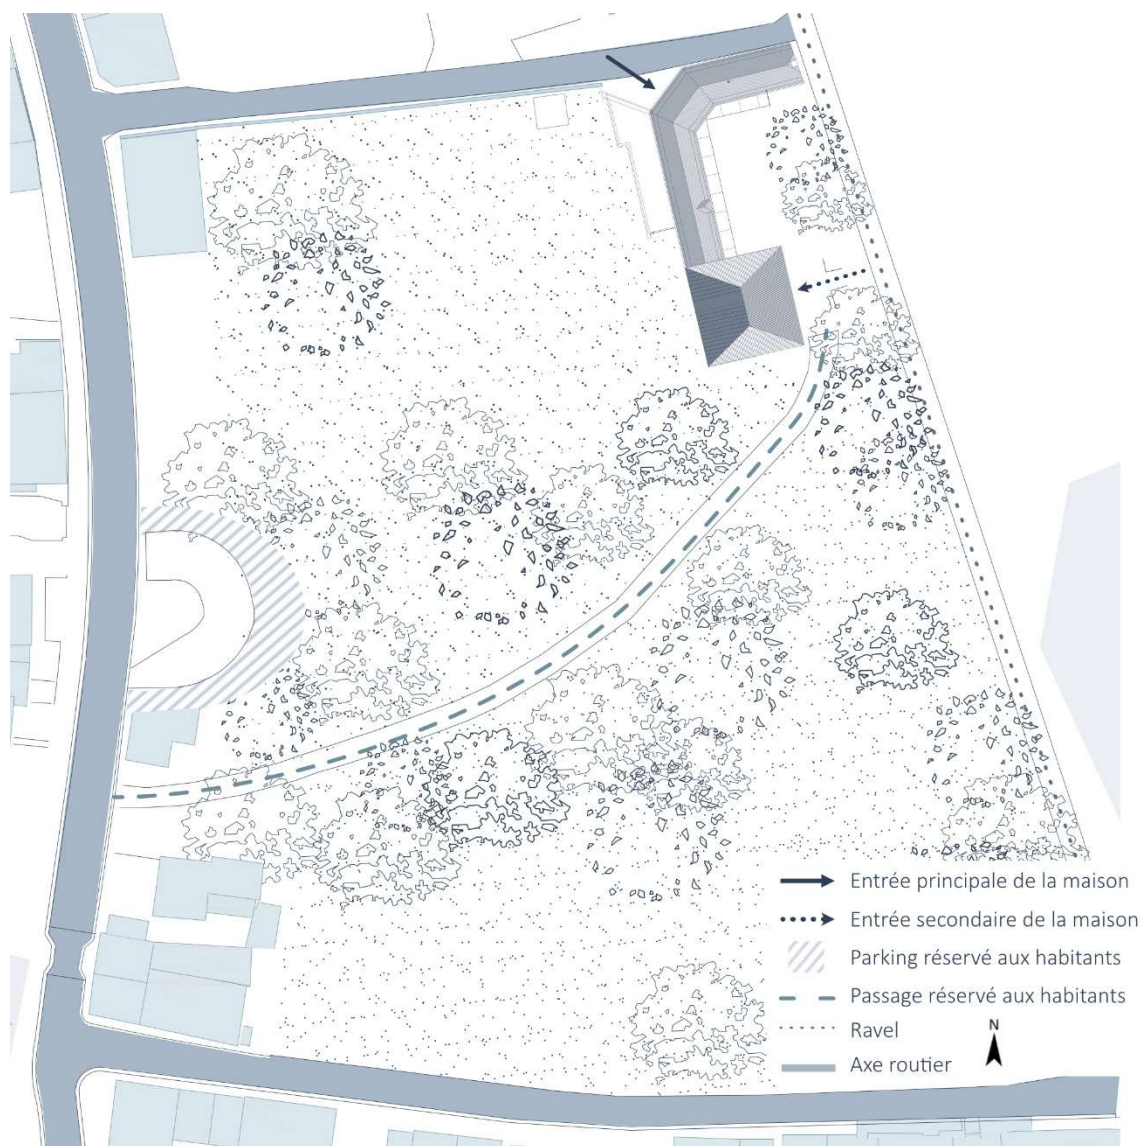 Entrée principale de la maison
Entrée secondaire de la maison
Parking réservé aux habitants
Passage réservé aux habitants
Ravel
N
Axe routier